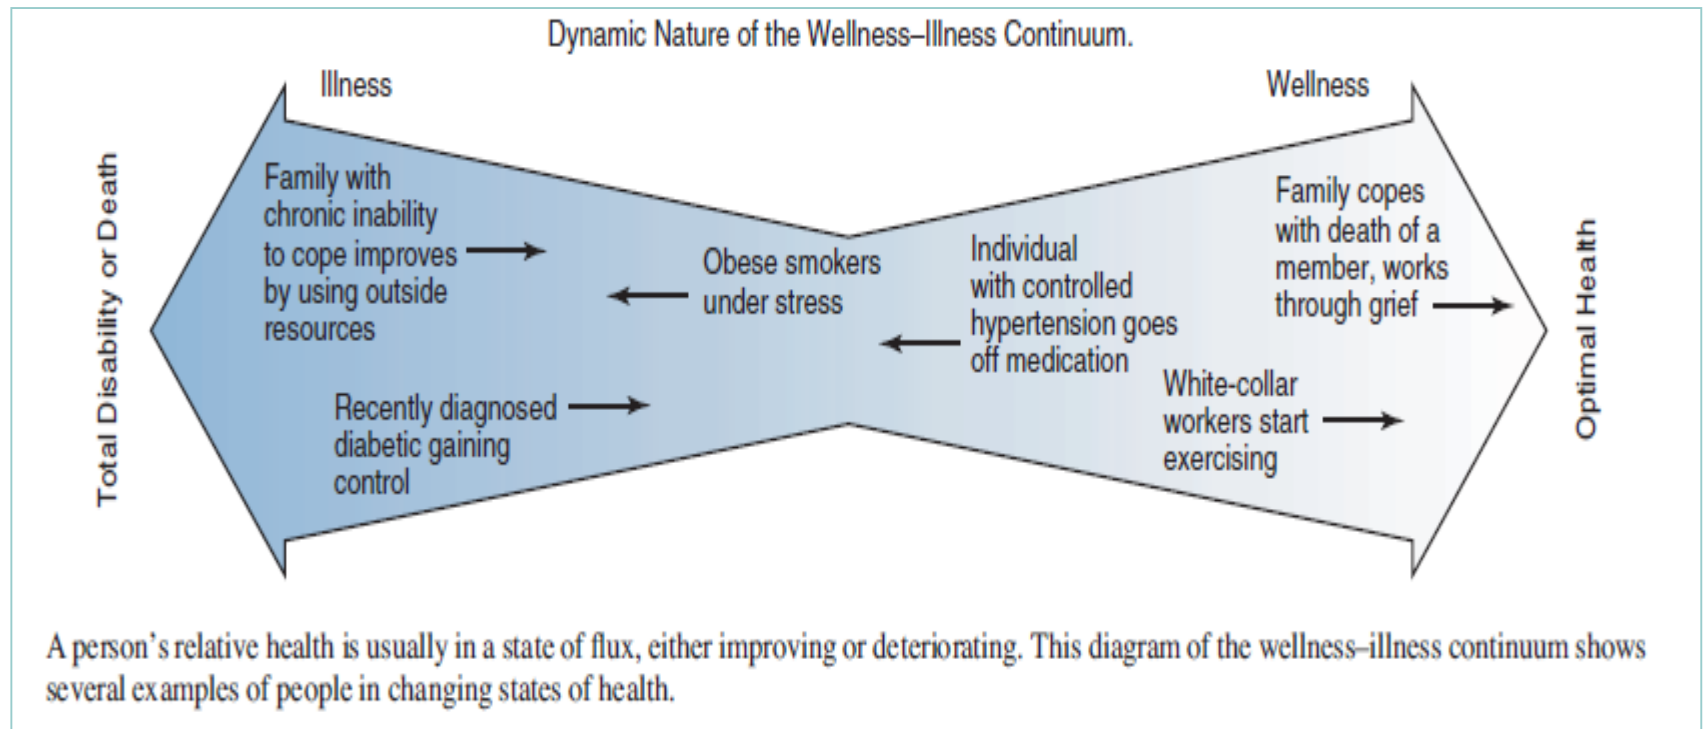 Dynamic Nature of the Wellness–Illness Continuum.
Illness
Wellness
Total Disability or Death
Family with
chronic inability
to cope improves
by using outside
resources
Recently diagnosed
diabetic gaining
control
Obese smokers
under stress
Individual
with controlled
hypertension goes
off medication
Family copes
with death of a
member, works
through grief
White-collar
workers start
exercising
Optimal Health
A person's relative health is usually in a state of flux, either improving or deteriorating. This diagram of the wellness–illness continuum shows
several examples of people in changing states of health.